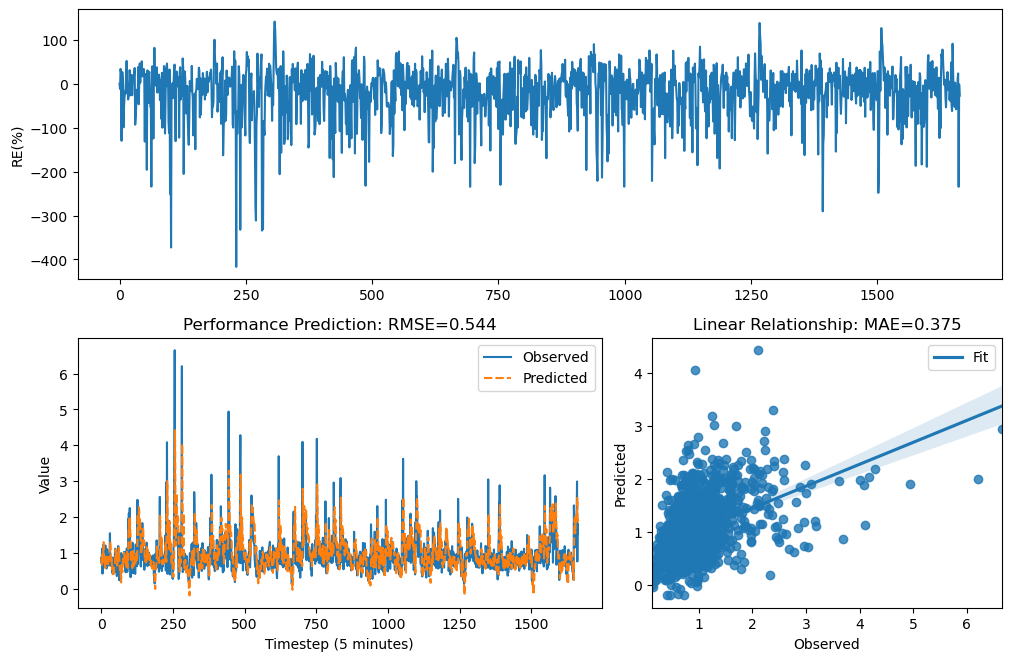 100
0
−100
−200
−300
−400
RE(%)
0 250 500 750 1000 1250 1500
Performance Prediction: RMSE=0.544
Observed
Predicted
6
5
4
3
2
1
0
Value
0 250 500 750 1000 1250 1500
Timestep (5 minutes)
Linear Relationship: MAE=0.375
Fit
4
3
2
1
0
Predicted
1 2 3 4 5 6
Observed